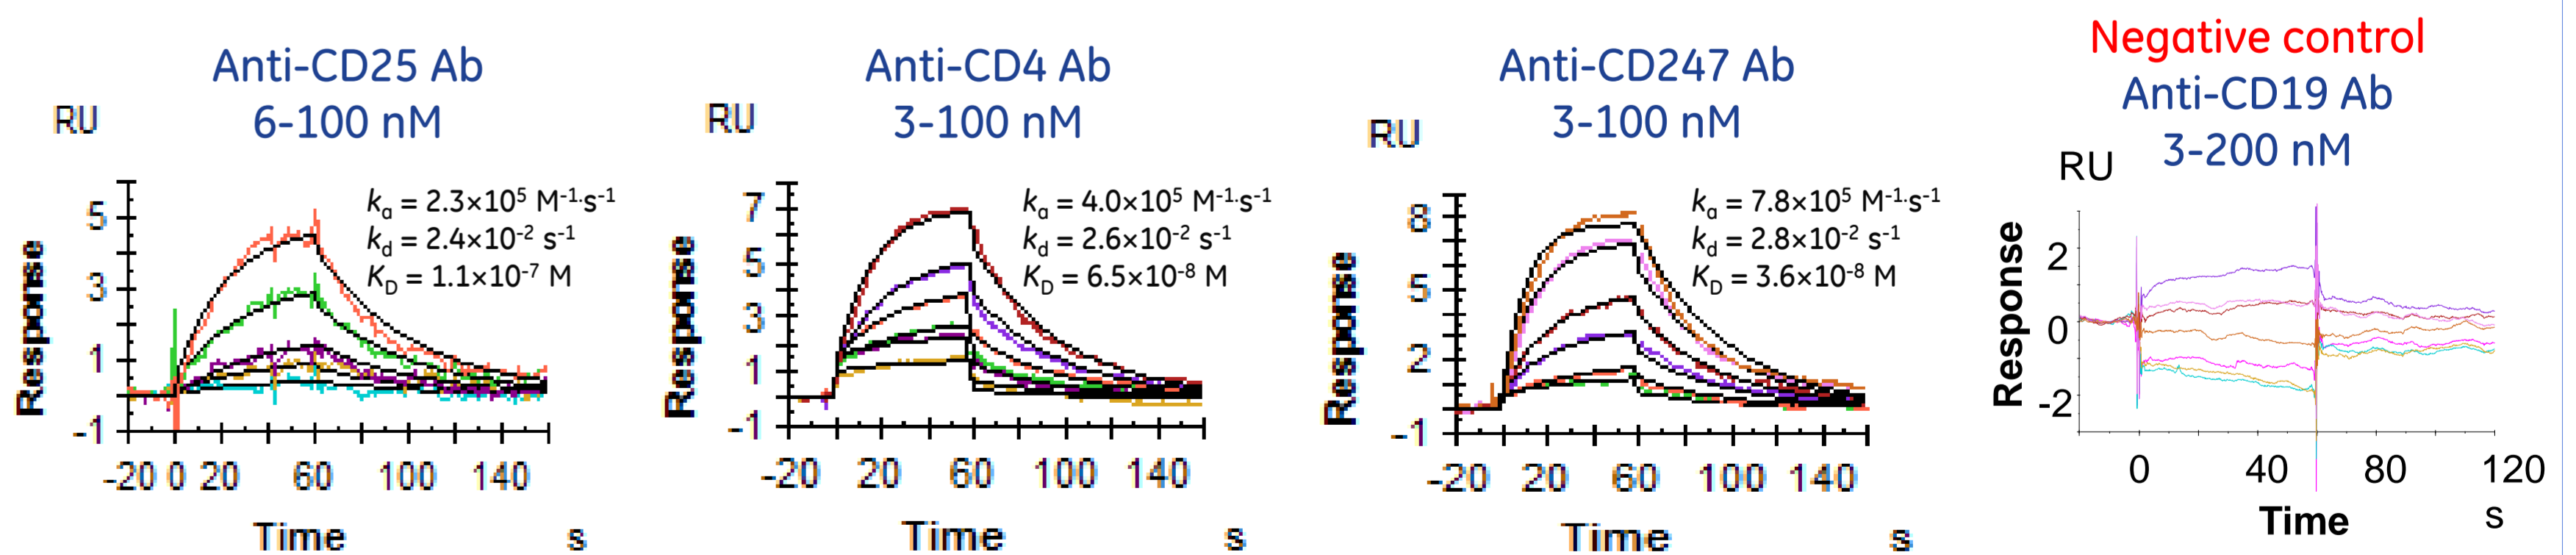 Anti-CD25 Ab
6-100 nM
RU
kₐ = 2.3×10⁵ M⁻¹·s⁻¹
k_d = 2.4×10⁻² s⁻¹
K_D = 1.1×10⁻⁷ M
Response
5
3
1
-1
-20 0 20 60 100 140
Time s
Anti-CD4 Ab
3-100 nM
RU
kₐ = 4.0×10⁵ M⁻¹·s⁻¹
k_d = 2.6×10⁻² s⁻¹
K_D = 6.5×10⁻⁸ M
Response
7
5
3
1
-1
-20 20 60 100 140
Time s
Anti-CD247 Ab
3-100 nM
RU
kₐ = 7.8×10⁵ M⁻¹·s⁻¹
k_d = 2.8×10⁻² s⁻¹
K_D = 3.6×10⁻⁸ M
Response
8
5
2
-1
-20 20 60 100 140
Time s
Negative control
Anti-CD19 Ab
3-200 nM
RU
Response
2
0
-2
0 40 80 120
Time s